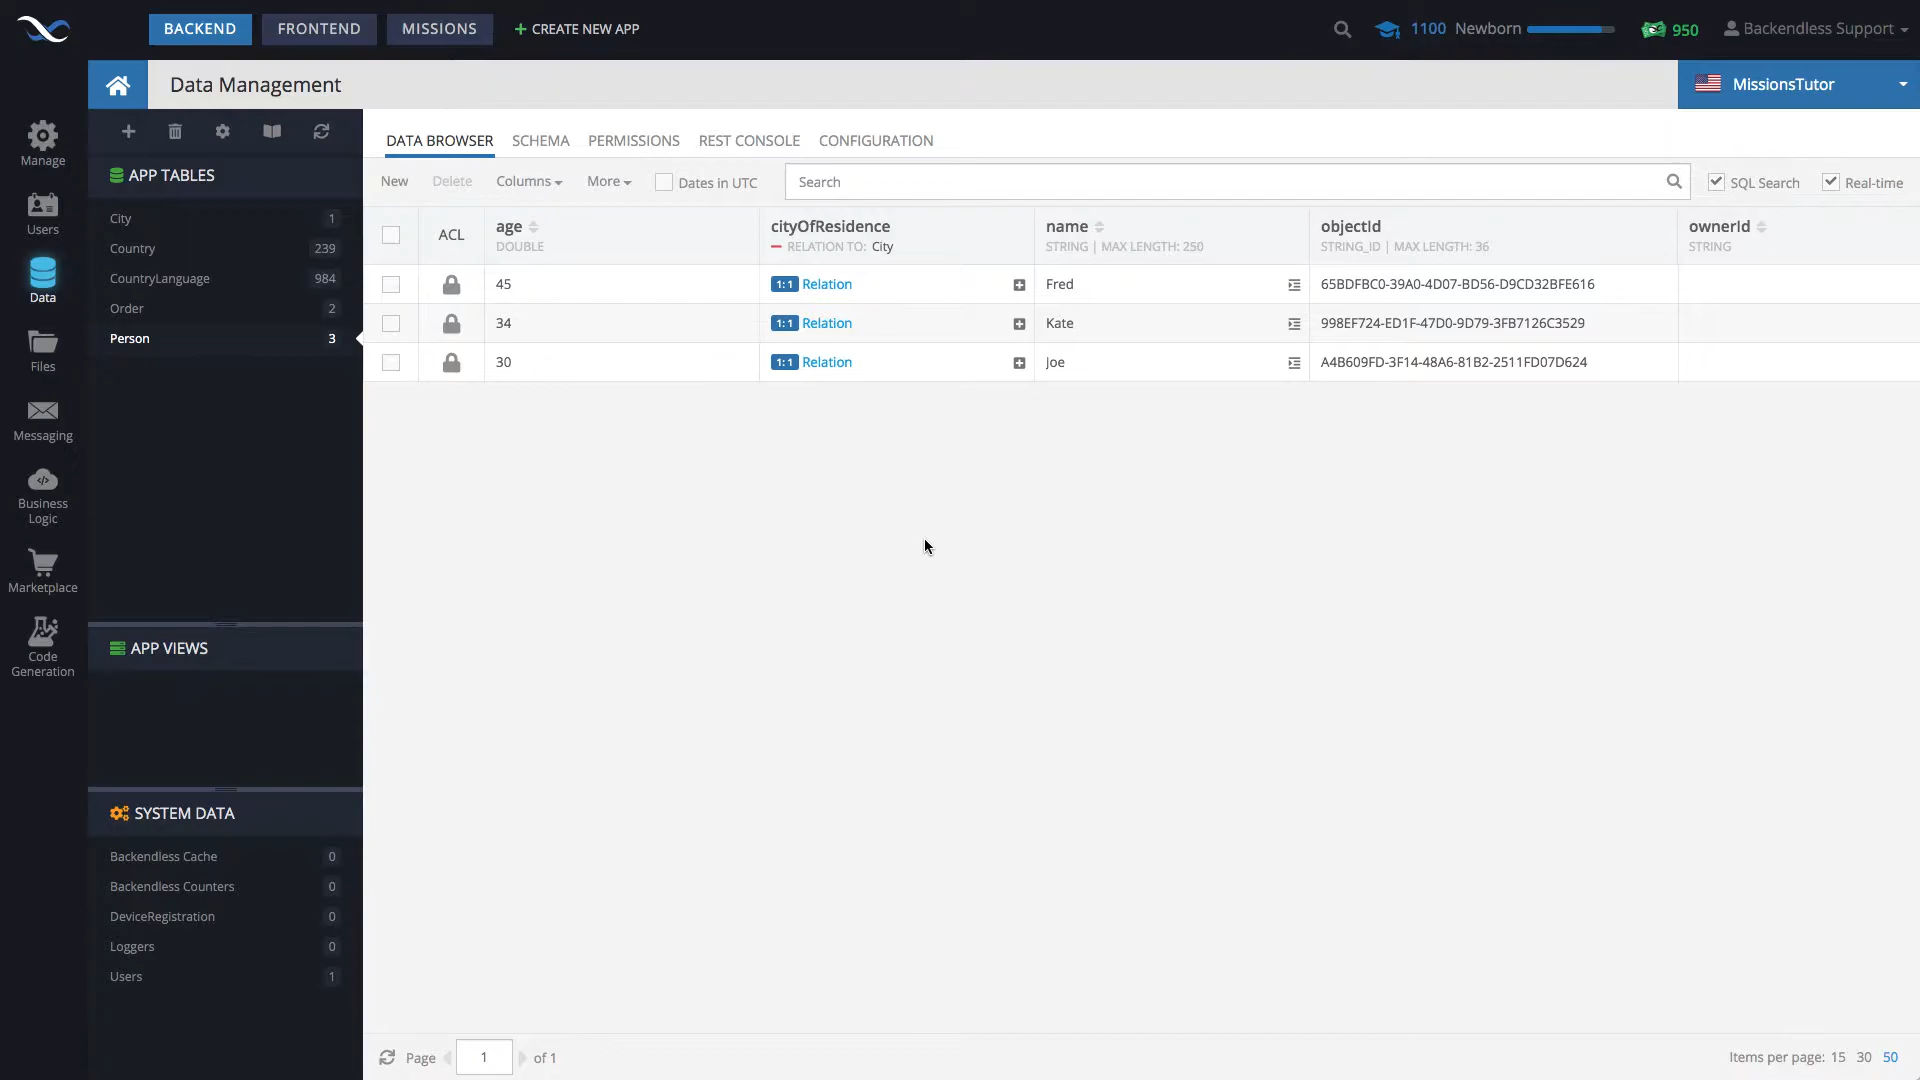 BACKEND FRONTEND MISSIONS + CREATE NEW APP 1100 Newborn 950 Backendless Support
Data Management MissionsTutor
Manage
Users
Data
Files
Messaging
Business
Logic
Marketplace
Code
Generation
APP TABLES
City 1
Country 239
CountryLanguage 984
Order 2
Person 3
APP VIEWS
SYSTEM DATA
Backendless Cache 0
Backendless Counters 0
DeviceRegistration 0
Loggers 0
Users 1
DATA BROWSER SCHEMA PERMISSIONS REST CONSOLE CONFIGURATION
New Delete Columns More Dates in UTC Search SQL Search Real-time
ACL age cityOfResidence name objectId ownerId
DOUBLE RELATION TO: City STRING | MAX LENGTH: 250 STRING_ID | MAX LENGTH: 36 STRING
45 1:1 Relation Fred 65BDFBC0-39A0-4D07-BD56-D9CD32BFE616
34 1:1 Relation Kate 998EF724-ED1F-47D0-9D79-3FB7126C3529
30 1:1 Relation Joe A4B609FD-3F14-48A6-81B2-2511FD07D624
Page 1 of 1 Items per page: 15 30 50